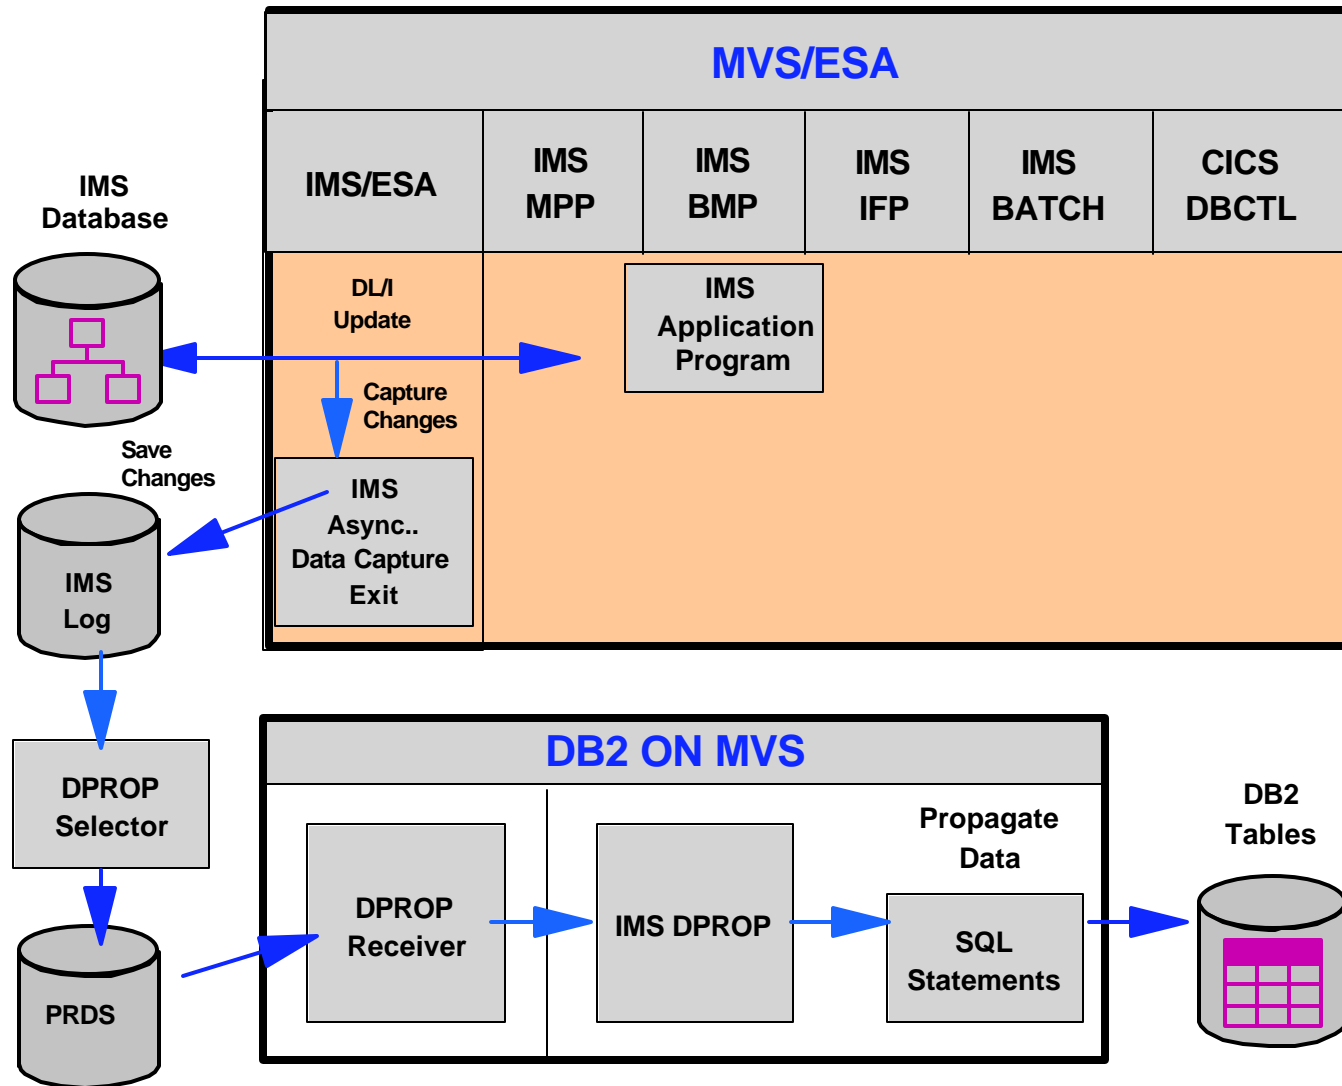 MVS/ESA
IMS/ESA
IMS
MPP
IMS
BMP
IMS
IFP
IMS
BATCH
CICS
DBCTL
IMS
Database
DL/I
Update
IMS
Application
Program
Capture
Changes
Save
Changes
IMS
Async..
Data Capture
Exit
IMS
Log
DPROP
Selector
PRDS
DB2 ON MVS
DPROP
Receiver
IMS DPROP
Propagate
Data
SQL
Statements
DB2
Tables